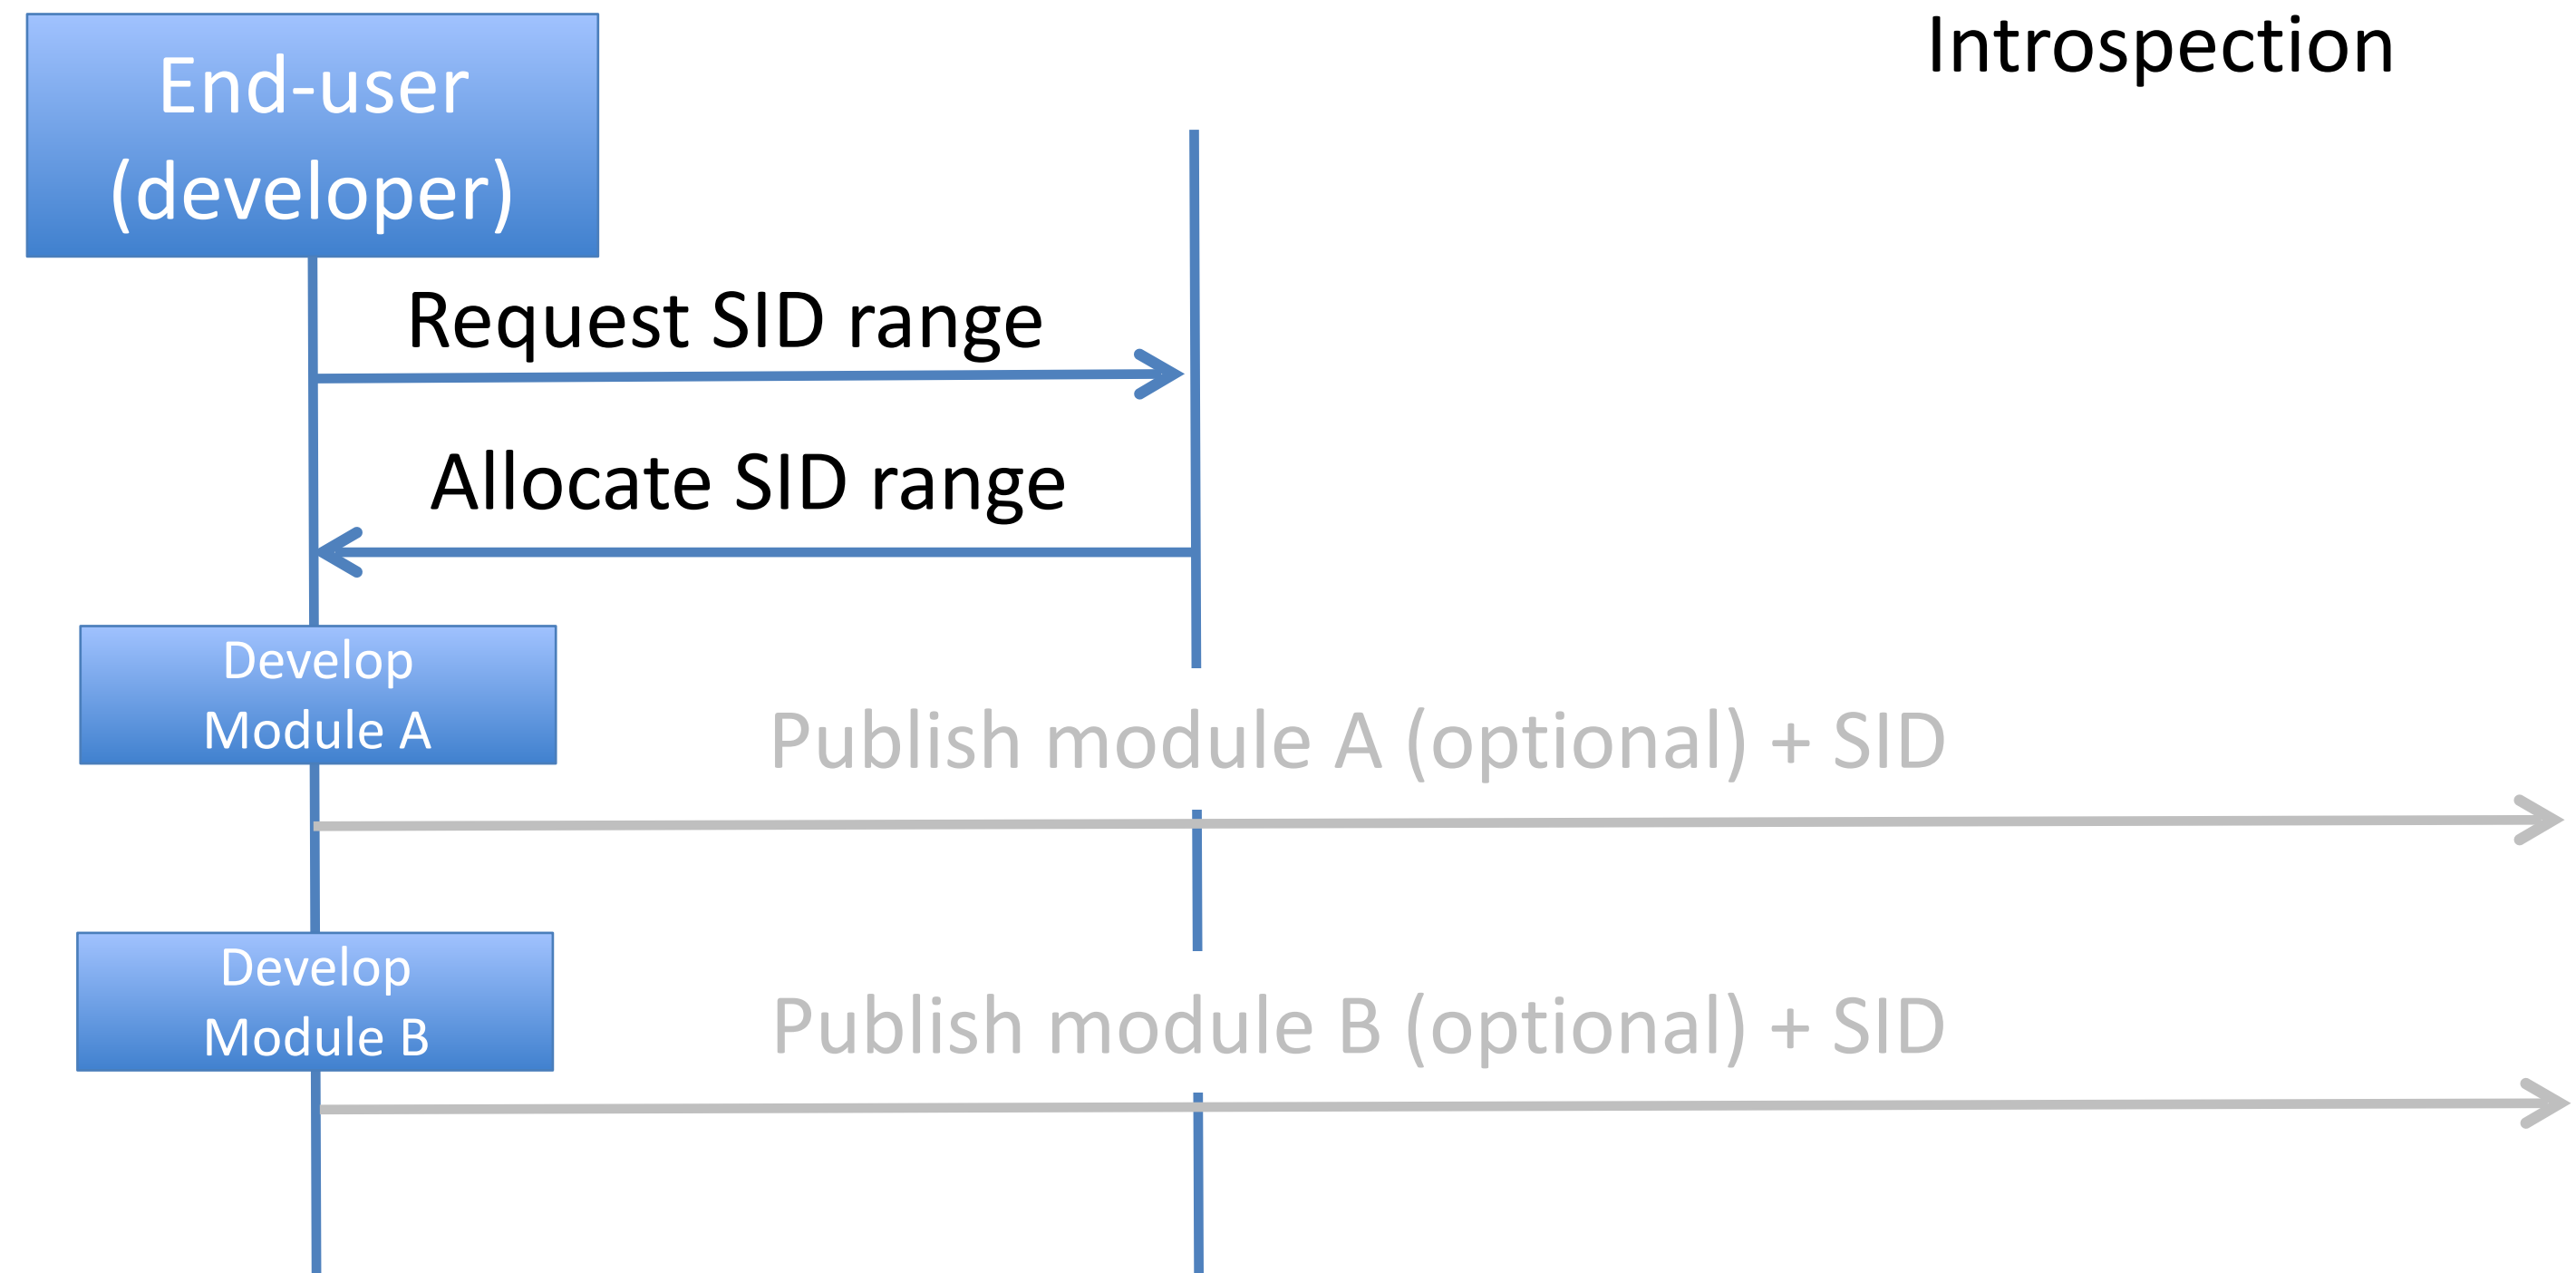 End-user
(developer)
Introspection
Request SID range
Allocate SID range
Develop
Module A
Publish module A (optional) + SID
Develop
Module B
Publish module B (optional) + SID